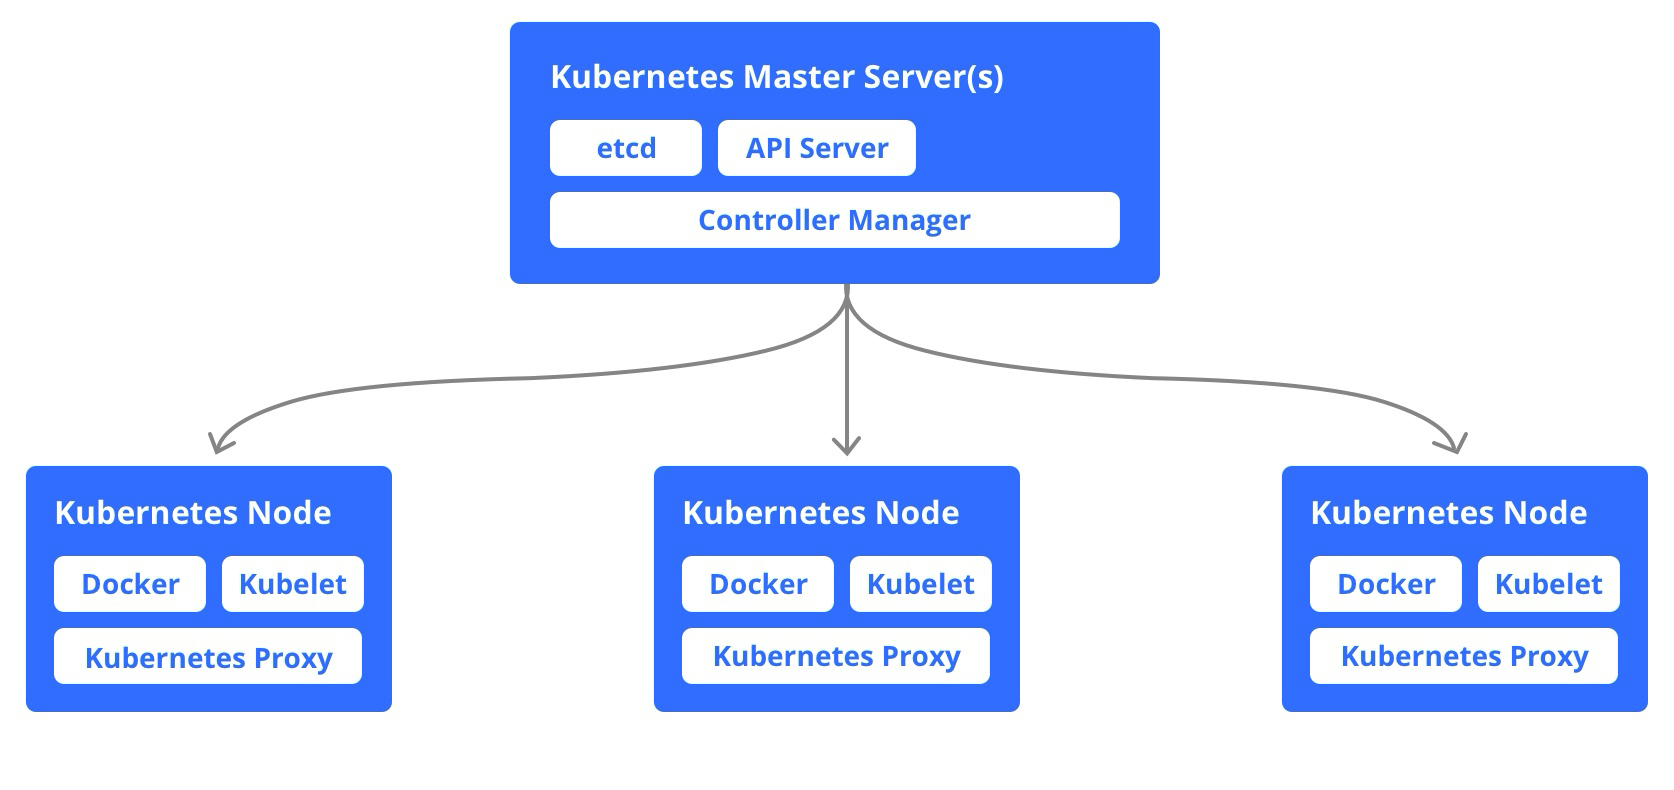 Kubernetes Master Server(s)
etcd
API Server
Controller Manager
Kubernetes Node
Docker
Kubelet
Kubernetes Proxy
Kubernetes Node
Docker
Kubelet
Kubernetes Proxy
Kubernetes Node
Docker
Kubelet
Kubernetes Proxy